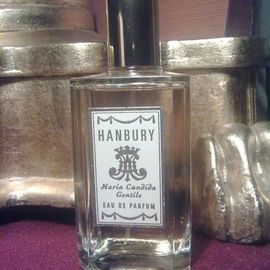 HANBURY
Maria Candida
Gentile
EAU DE PARFUM